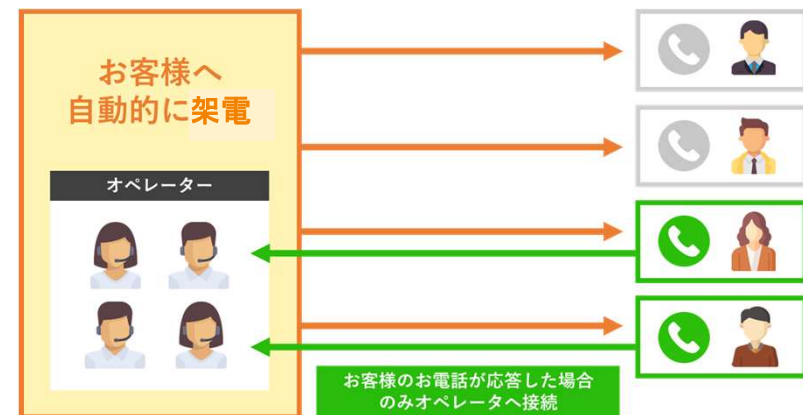 お客様へ
自動的に架電
オペレーター
お客様のお電話が応答した場合
のみオペレータへ接続